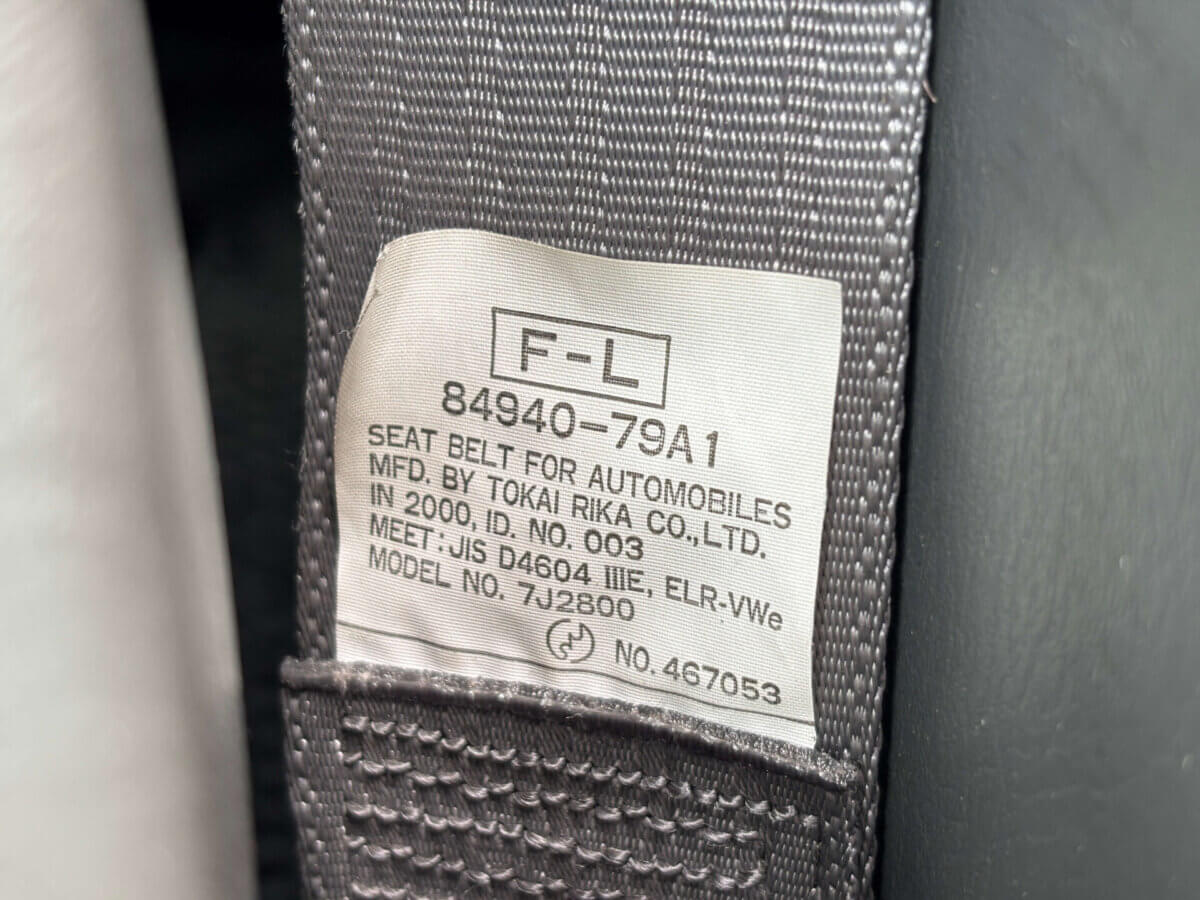 F-L
84940-79A1
SEAT BELT FOR AUTOMOBILES
MFD. BY TOKAI RIKA CO., LTD.
IN 2000, ID. NO. 003
MEET: JIS D4604 IIIE, ELR-VWe
MODEL NO. 7J2800
NO. 467053